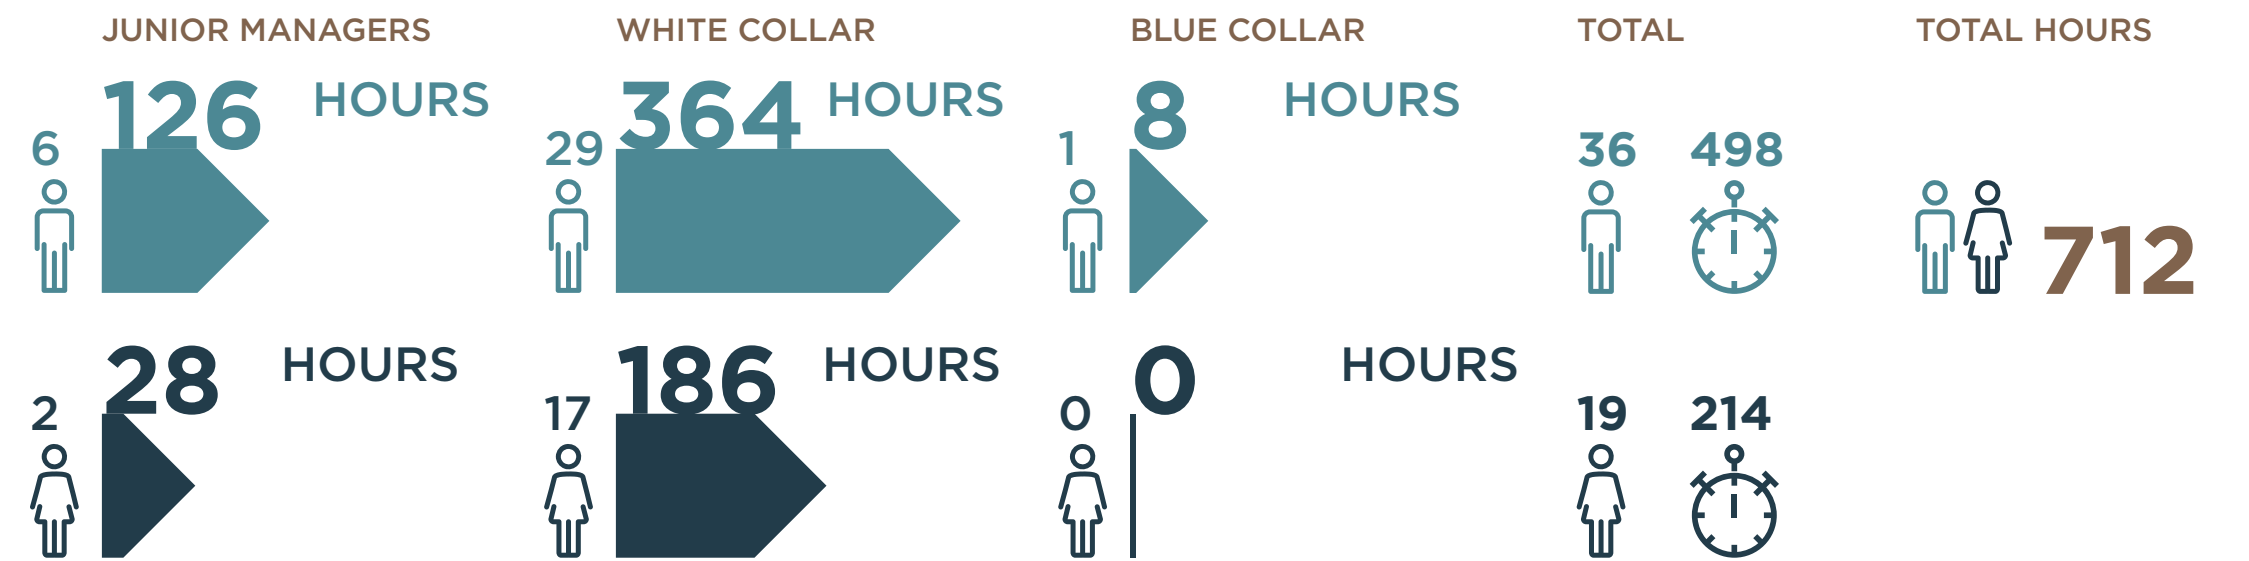 JUNIOR MANAGERS WHITE COLLAR BLUE COLLAR TOTAL TOTAL HOURS
126 HOURS 364 HOURS 8 HOURS
6 29 1 36 498
712
28 HOURS 186 HOURS 0 HOURS
2 17 0 19 214